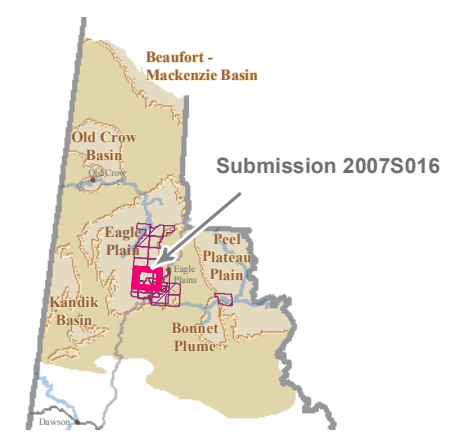 Beaufort -
Mackenzie Basin
Old Crow
Basin
Old Crow
Submission 2007S016
Eagle
Plain
Peel
Plateau
Plain
Eagle
Plains
Kandik
Basin
Bonnet
Plume
Dawson